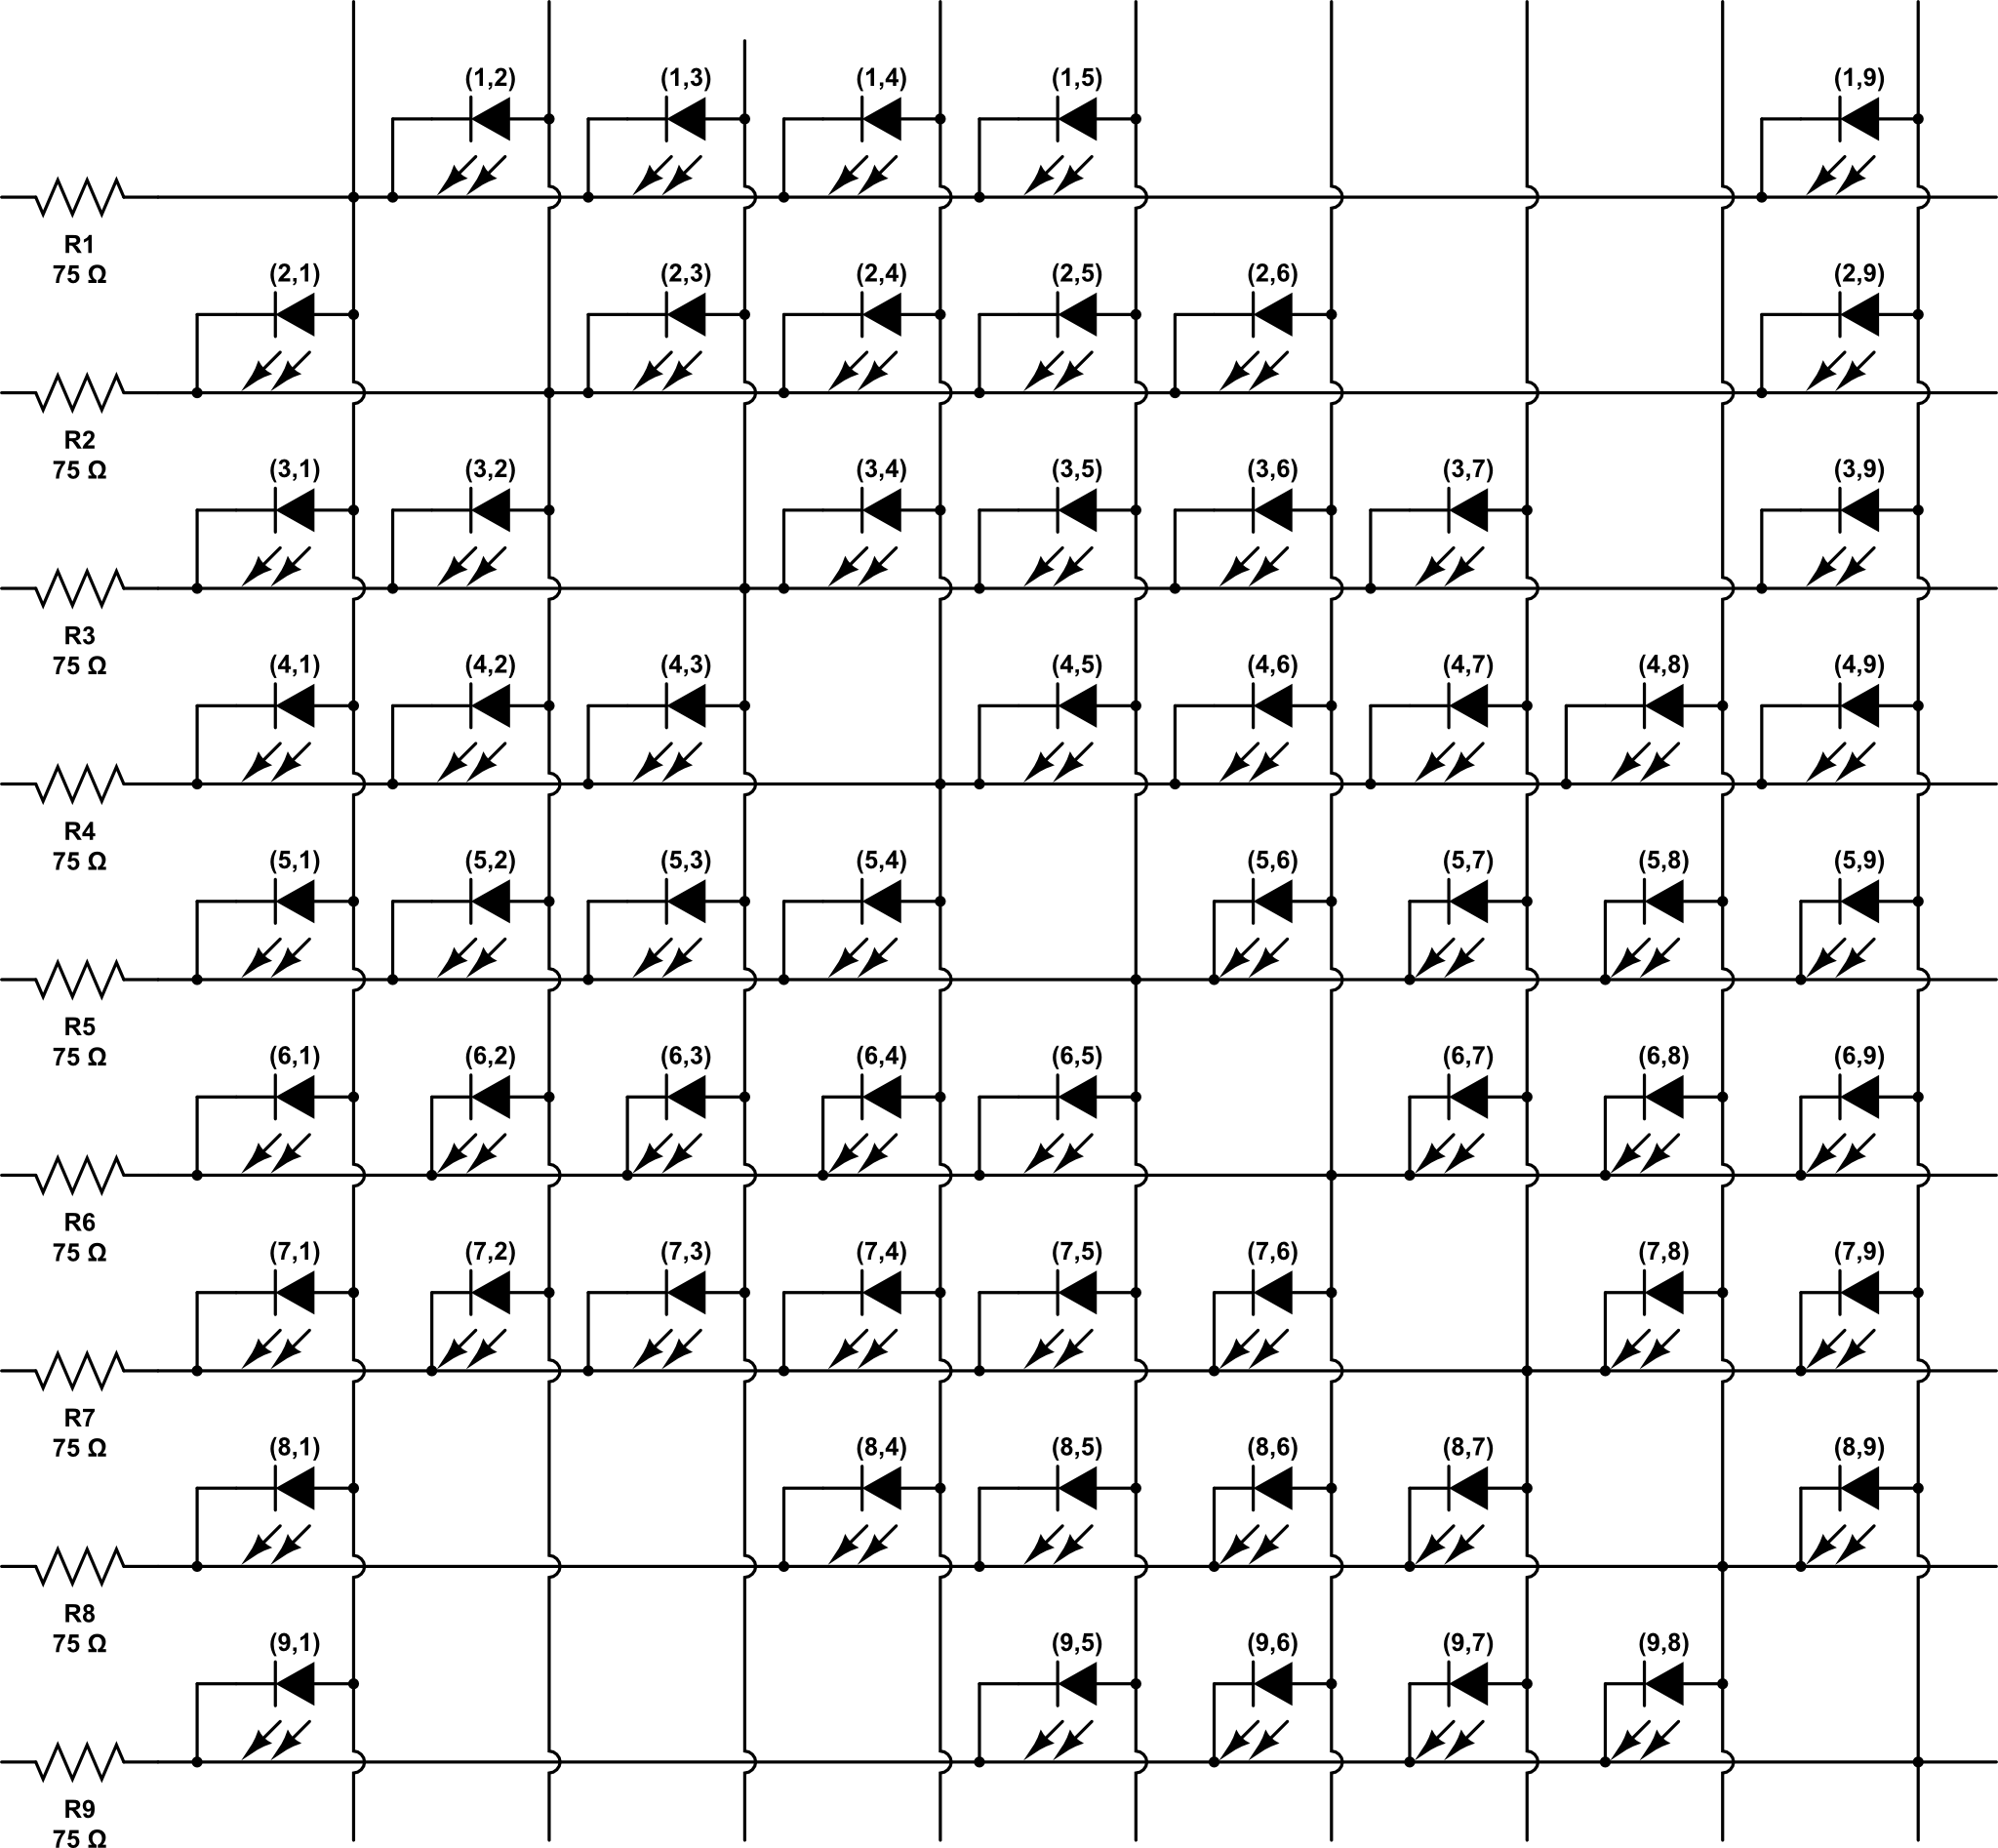 (1,2) (1,3) (1,4) (1,5) (1,9)
R1
75 Ω
(2,1) (2,3) (2,4) (2,5) (2,6) (2,9)
R2
75 Ω
(3,1) (3,2) (3,4) (3,5) (3,6) (3,7) (3,9)
R3
75 Ω
(4,1) (4,2) (4,3) (4,5) (4,6) (4,7) (4,8) (4,9)
R4
75 Ω
(5,1) (5,2) (5,3) (5,4) (5,6) (5,7) (5,8) (5,9)
R5
75 Ω
(6,1) (6,2) (6,3) (6,4) (6,5) (6,7) (6,8) (6,9)
R6
75 Ω
(7,1) (7,2) (7,3) (7,4) (7,5) (7,6) (7,8) (7,9)
R7
75 Ω
(8,1) (8,4) (8,5) (8,6) (8,7) (8,9)
R8
75 Ω
(9,1) (9,5) (9,6) (9,7) (9,8)
R9
75 Ω